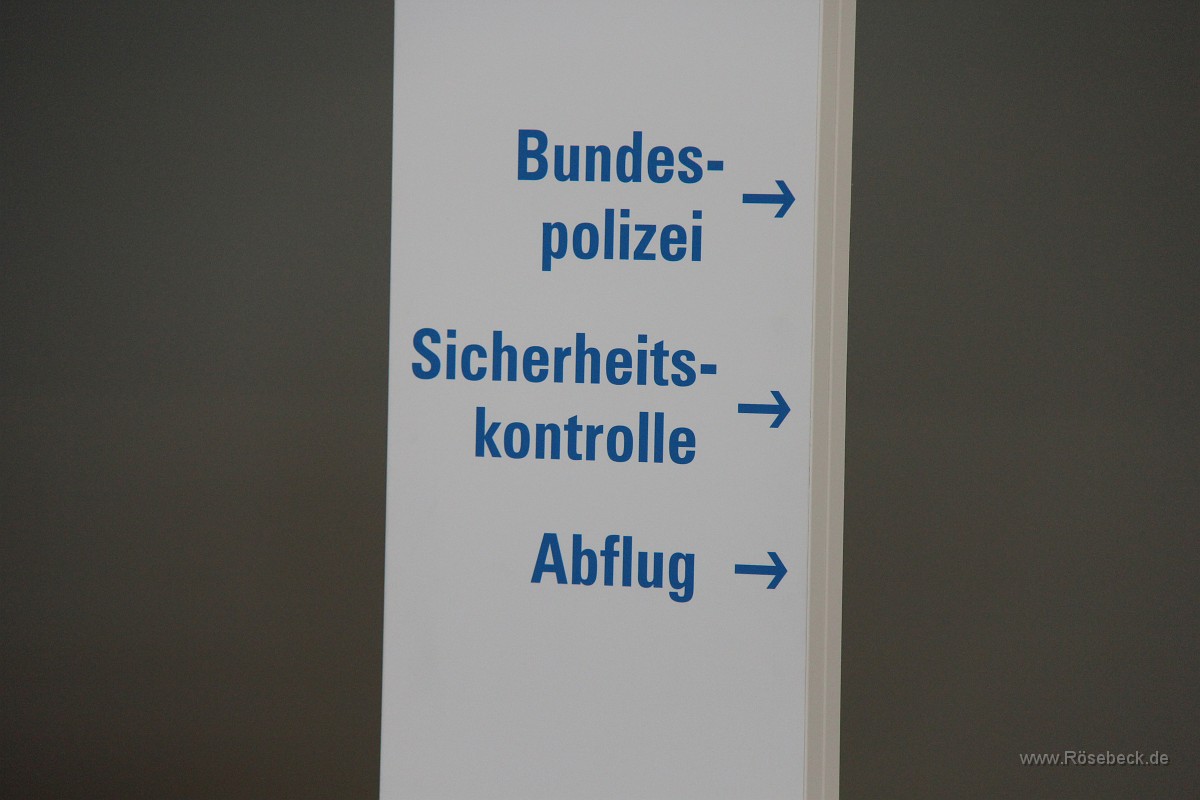 Bundes-
polizei →
Sicherheits-
kontrolle →
Abflug →
www.Rösebeck.de